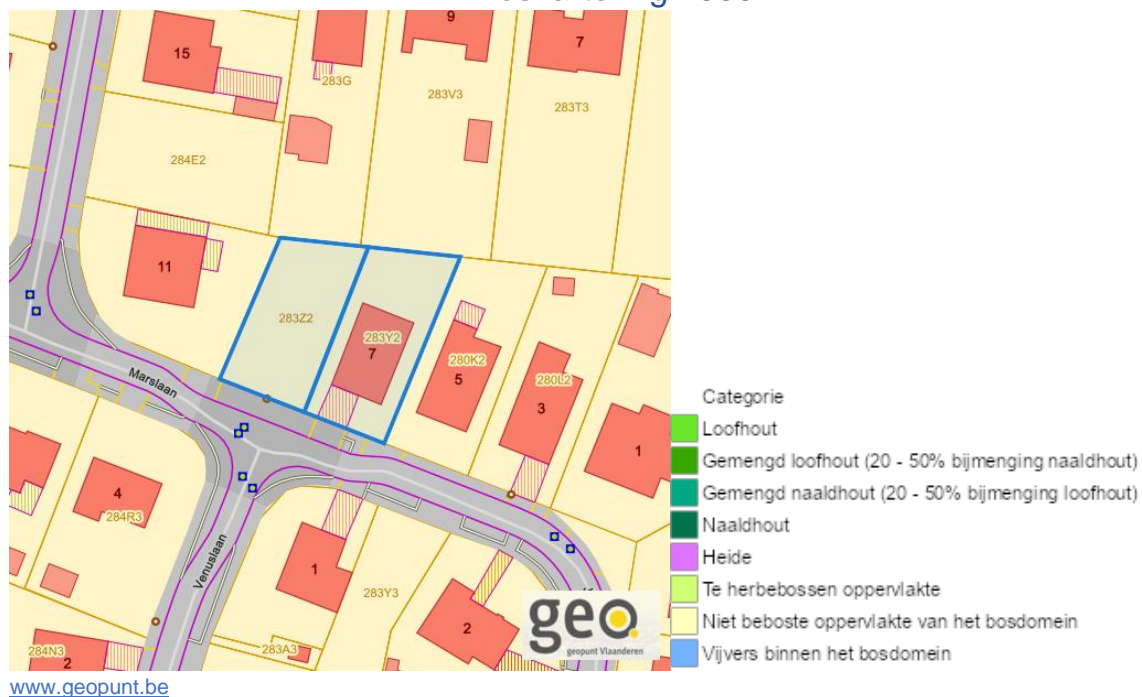 15
9
7
283G
283V3
283T3
284E2
11
283Z2
283Y2
7
280K2
5
280L2
3
1
Marslaan
4
284R3
Venuslaan
1
283Y3
2
284N3
2
283A3
geo
geopunt Vlaanderen
Categorie
Loofhout
Gemengd loofhout (20 - 50% bijmenging naaldhout)
Gemengd naaldhout (20 - 50% bijmenging loofhout)
Naaldhout
Heide
Te herbebossen oppervlakte
Niet beboste oppervlakte van het bosdomein
Vijvers binnen het bosdomein
www.geopunt.be